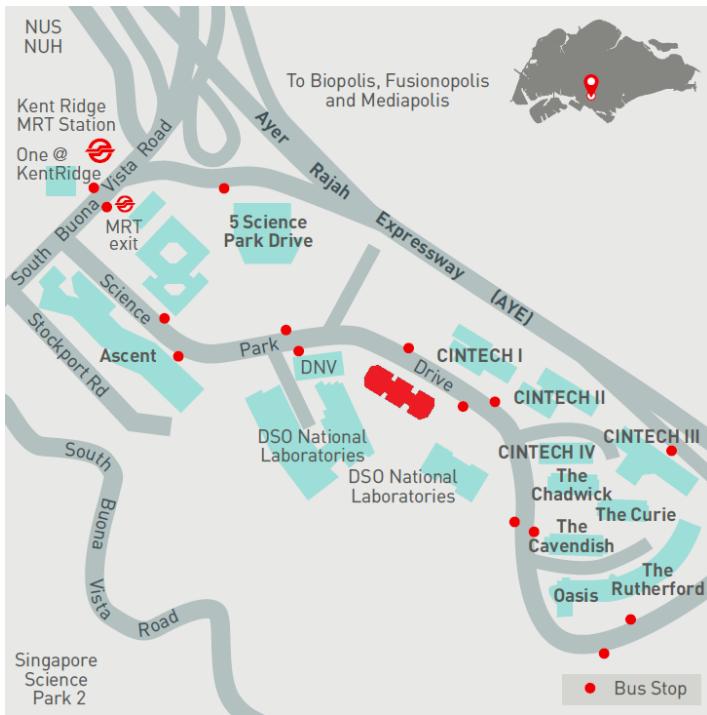 NUS
NUH
To Biopolis, Fusionopolis
and Mediapolis
Kent Ridge
MRT Station
One @
KentRidge
South Buona Vista Road
MRT
exit
Ayer Rajah Expressway (AYE)
5 Science
Park Drive
Stockport Rd
Science Park Drive
Ascent
DNV
CINTECH I
CINTECH II
CINTECH III
CINTECH IV
DSO National
Laboratories
DSO National
Laboratories
The
Chadwick
The Curie
The
Cavendish
The
Rutherford
Oasis
South Buona Vista Road
Singapore
Science
Park 2
Bus Stop